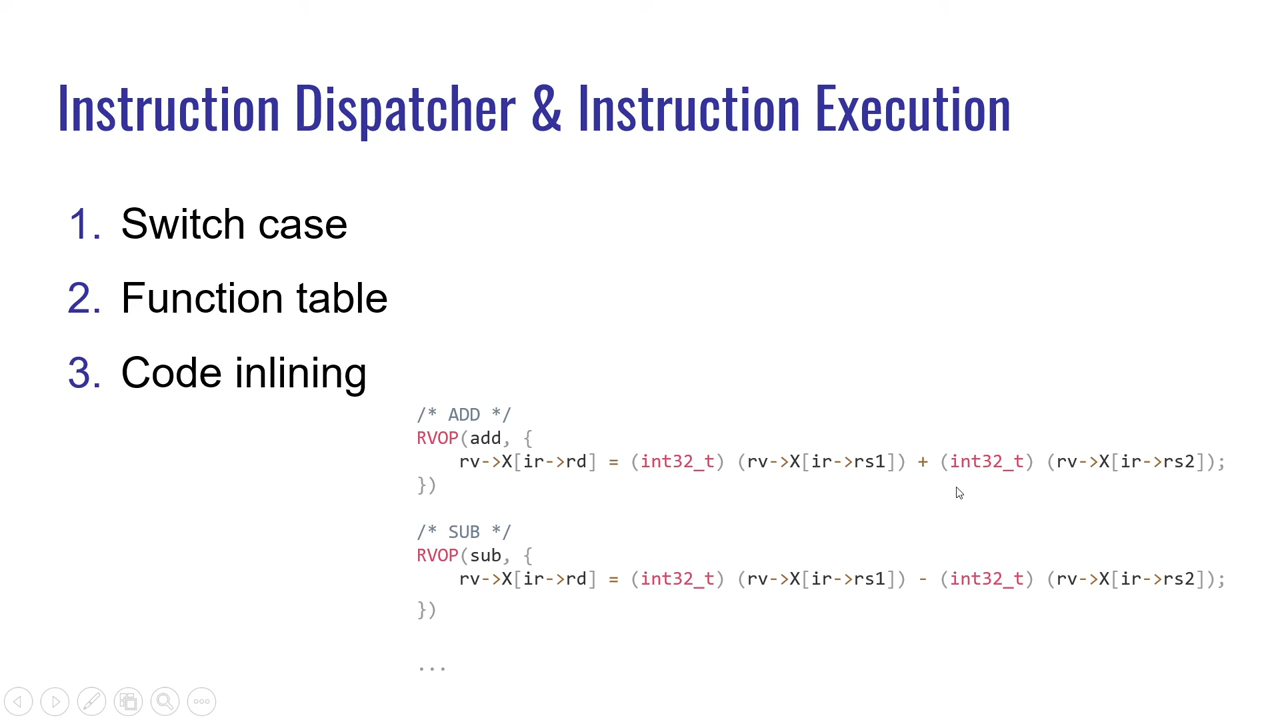 Instruction Dispatcher & Instruction Execution
1. Switch case
2. Function table
3. Code inlining
/* ADD */
RVOP(add, {
    rv->X[ir->rd] = (int32_t) (rv->X[ir->rs1]) + (int32_t) (rv->X[ir->rs2]);
})
/* SUB */
RVOP(sub, {
    rv->X[ir->rd] = (int32_t) (rv->X[ir->rs1]) - (int32_t) (rv->X[ir->rs2]);
})
...